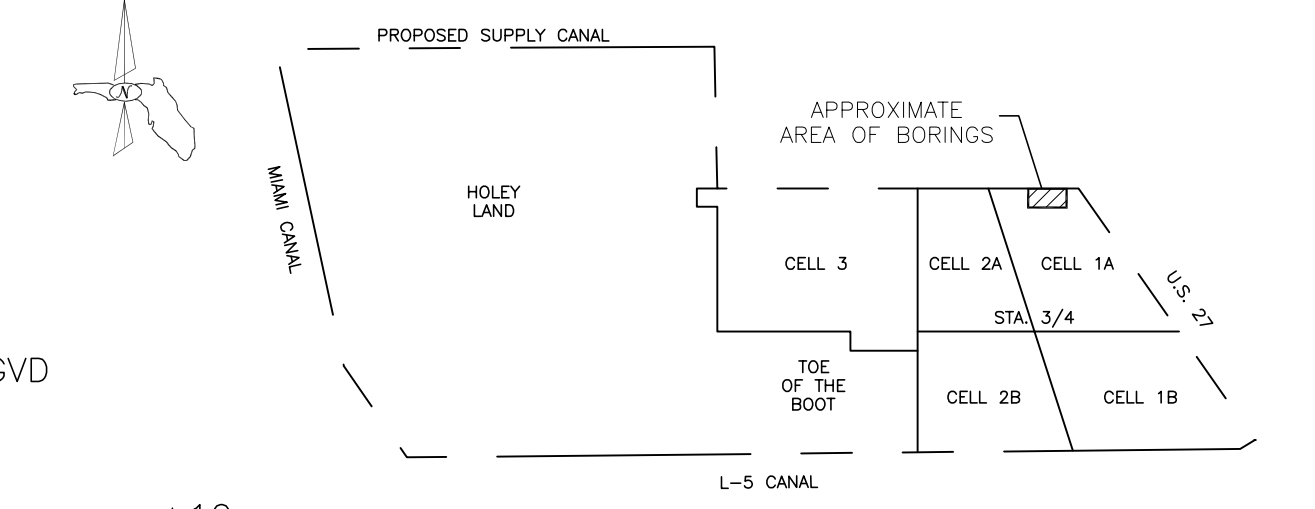 PROPOSED SUPPLY CANAL
N
APPROXIMATE
AREA OF BORINGS
MIAMI CANAL
HOLEY
LAND
CELL 3
CELL 2A
CELL 1A
U.S. 27
STA. 3/4
GVD
TOE
OF THE
BOOT
CELL 2B
CELL 1B
L-5 CANAL